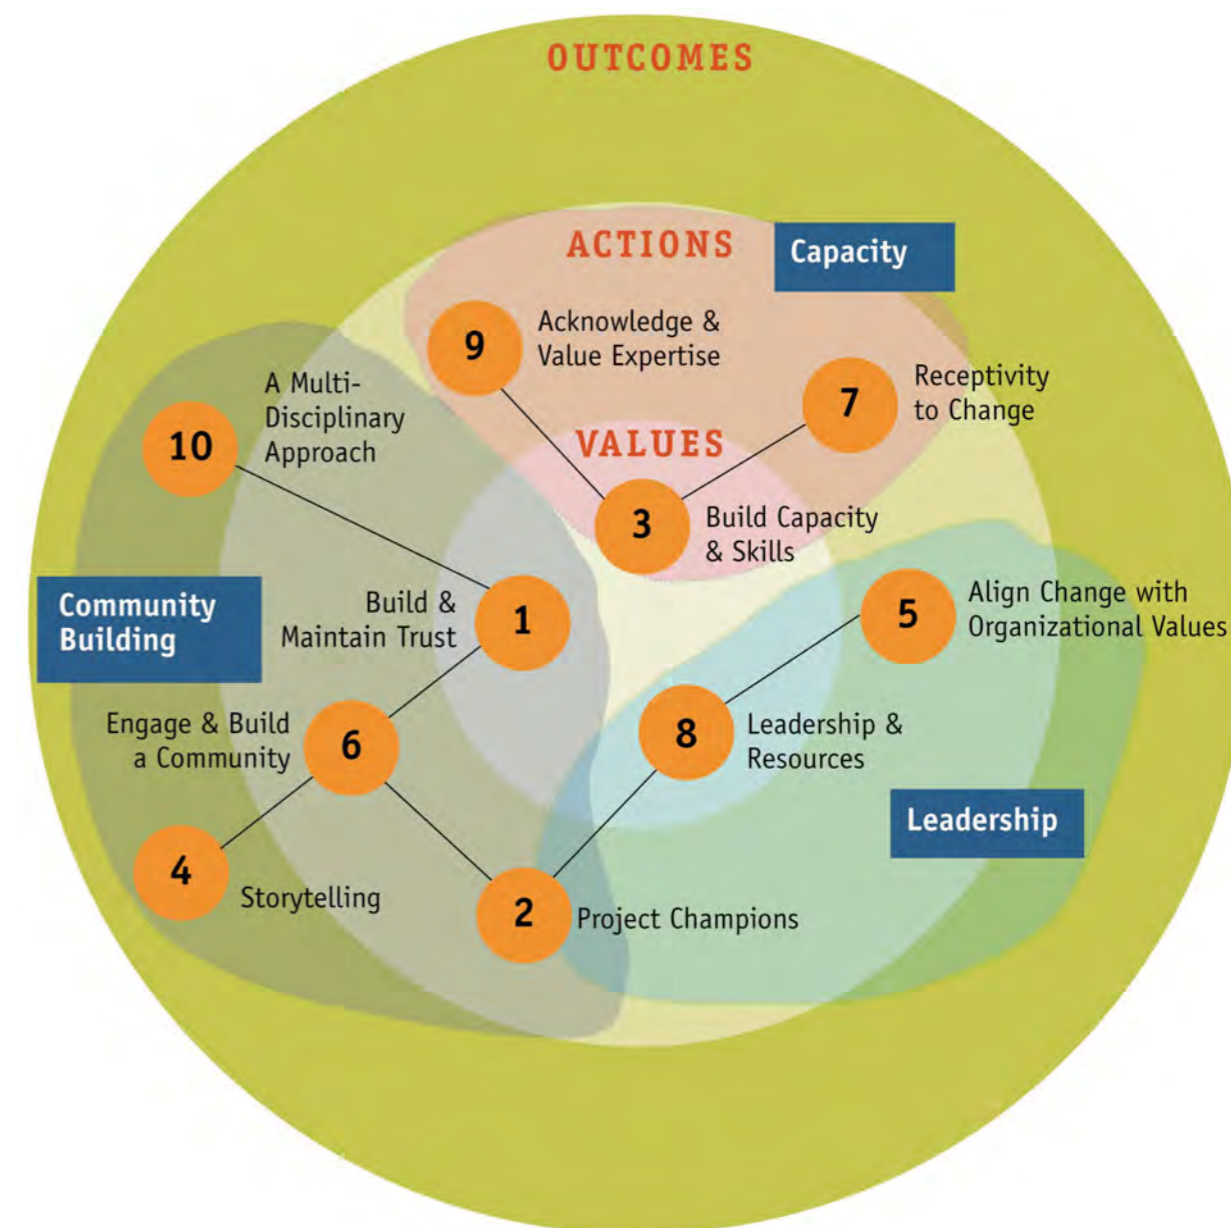 OUTCOMES
ACTIONS
Capacity
9
Acknowledge &
Value Expertise
7
Receptivity
to Change
10
A Multi-
Disciplinary
Approach
VALUES
3
Build Capacity
& Skills
Community
Building
Build &
Maintain Trust
1
5
Align Change with
Organizational Values
Engage & Build
a Community
6
8
Leadership &
Resources
Leadership
4
Storytelling
2
Project Champions